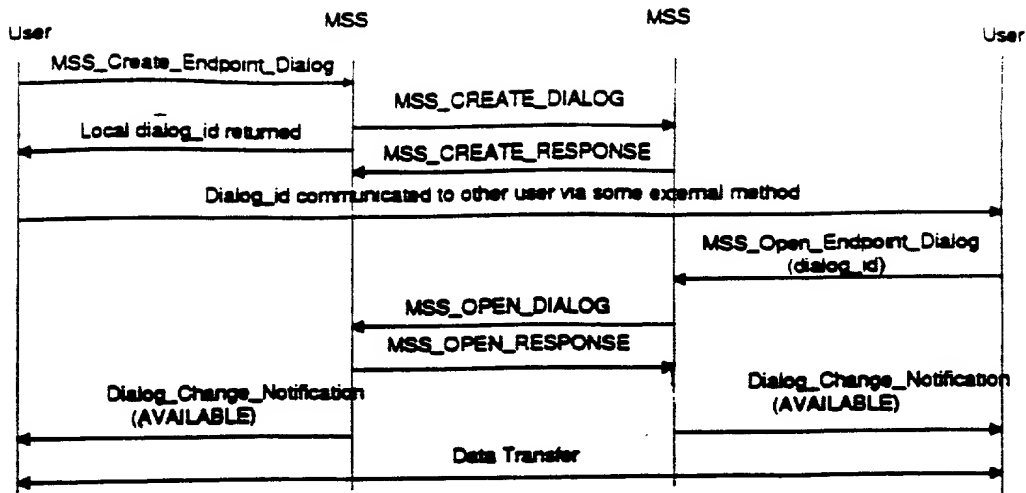 User
MSS
MSS
User
MSS_Create_Endpoint_Dialog
MSS_CREATE_DIALOG
Local dialog_id returned
MSS_CREATE_RESPONSE
Dialog_id communicated to other user via some external method
MSS_Open_Endpoint_Dialog
(dialog_id)
MSS_OPEN_DIALOG
MSS_OPEN_RESPONSE
Dialog_Change_Notification
(AVAILABLE)
Dialog_Change_Notification
(AVAILABLE)
Data Transfer